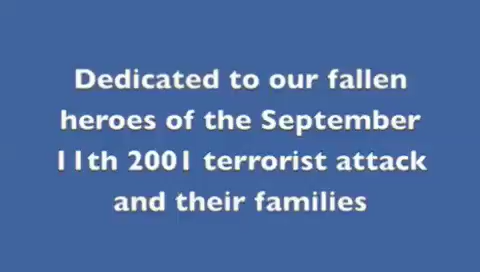 Dedicated to our fallen
heroes of the September
11th 2001 terrorist attack
and their families